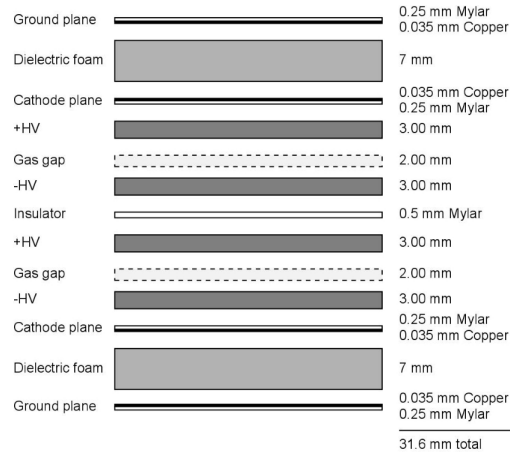 Ground plane
0.25 mm Mylar
0.035 mm Copper
Dielectric foam
7 mm
Cathode plane
0.035 mm Copper
0.25 mm Mylar
+HV
3.00 mm
Gas gap
2.00 mm
-HV
3.00 mm
Insulator
0.5 mm Mylar
+HV
3.00 mm
Gas gap
2.00 mm
-HV
3.00 mm
Cathode plane
0.25 mm Mylar
0.035 mm Copper
Dielectric foam
7 mm
Ground plane
0.035 mm Copper
0.25 mm Mylar
31.6 mm total